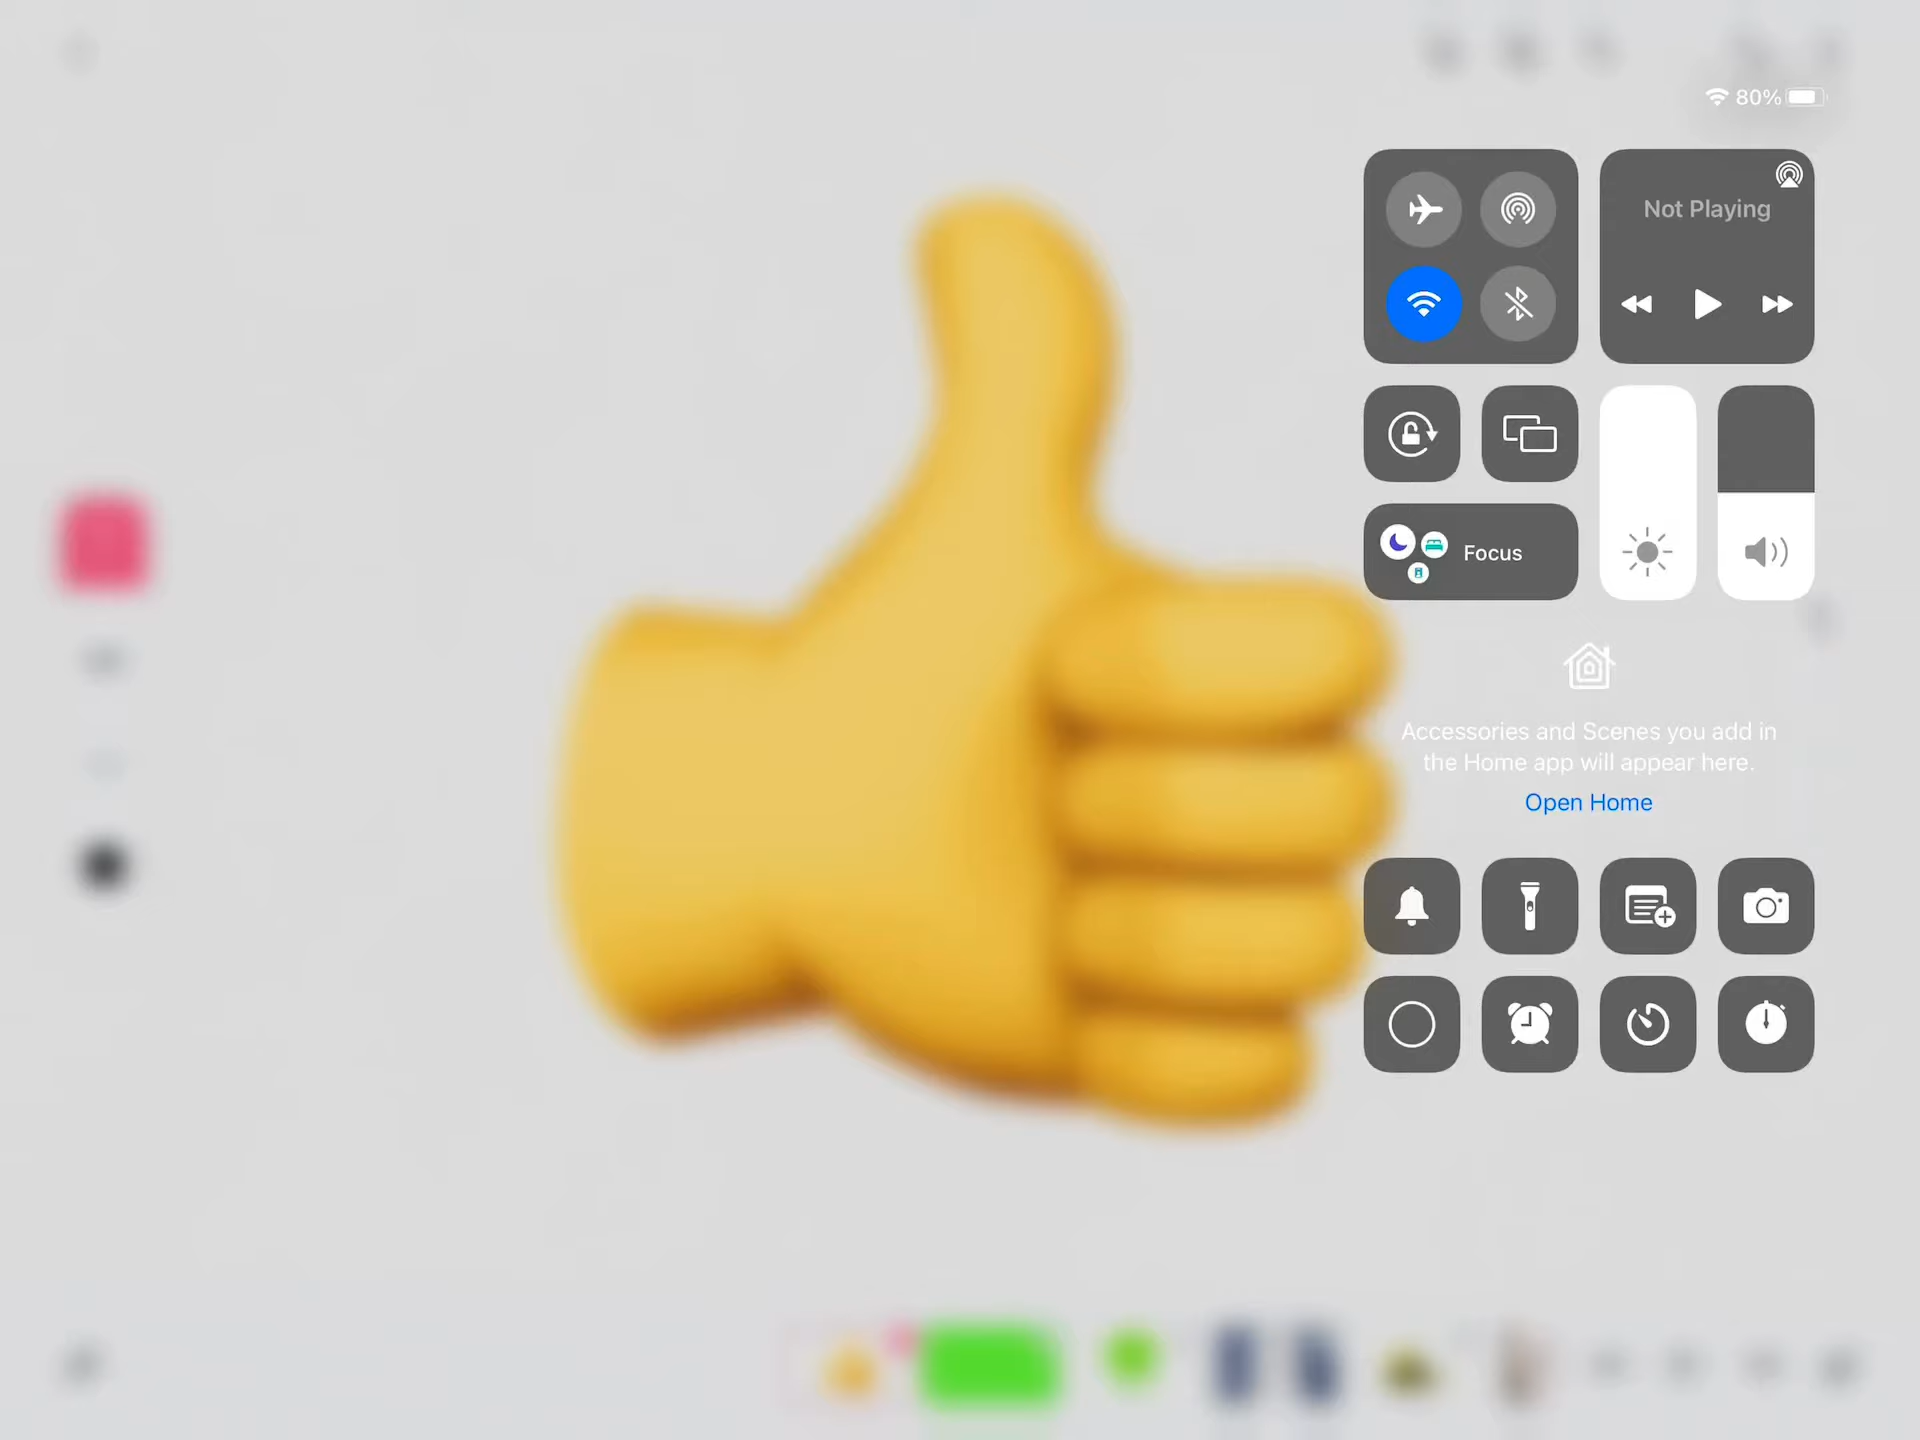 80%
Not Playing
Focus
Accessories and Scenes you add in
the Home app will appear here.
Open Home